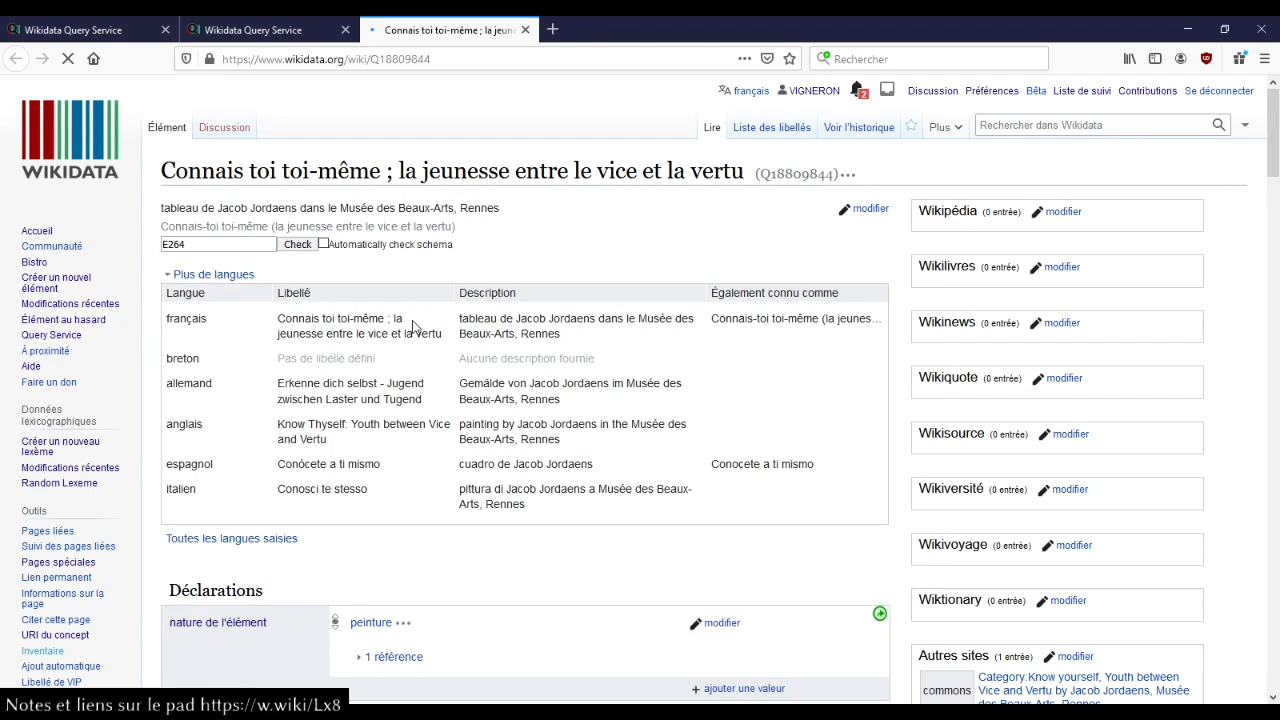 Wikidata Query Service
Wikidata Query Service
Connais toi toi-même ; la jeun
https://www.wikidata.org/wiki/Q18809844
Rechercher
français
VIGNERON
2
Discussion
Préférences
Bêta
Liste de suivi
Contributions
Se déconnecter
WIKIDATA
Élément
Discussion
Lire
Liste des libellés
Voir l'historique
Plus
Rechercher dans Wikidata
Connais toi toi-même ; la jeunesse entre le vice et la vertu (Q18809844)
tableau de Jacob Jordaens dans le Musée des Beaux-Arts, Rennes
modifier
Connais-toi toi-même (la jeunesse entre le vice et la vertu)
E264
Check
Automatically check schema
Plus de langues
Langue Libellé Description Également connu comme
français
Connais toi toi-même ; la
jeunesse entre le vice et la vertu
tableau de Jacob Jordaens dans le Musée des
Beaux-Arts, Rennes
Connais-toi toi-même (la jeunes...
breton Pas de libellé défini Aucune description fournie
allemand
Erkenne dich selbst - Jugend
zwischen Laster und Tugend
Gemälde von Jacob Jordaens im Musée des
Beaux-Arts, Rennes
anglais
Know Thyself: Youth between Vice
and Vertu
painting by Jacob Jordaens in the Musée des
Beaux-Arts, Rennes
espagnol Conócete a ti mismo cuadro de Jacob Jordaens Conocete a ti mismo
italien
Conosci te stesso
pittura di Jacob Jordaens a Musée des Beaux-
Arts, Rennes
Toutes les langues saisies
Déclarations
nature de l'élément
peinture
modifier
1 référence
+ ajouter une valeur
Accueil
Communauté
Bistro
Créer un nouvel
élément
Modifications récentes
Élément au hasard
Query Service
À proximité
Aide
Faire un don
Données
lexicographiques
Créer un nouveau
lexème
Modifications récentes
Random Lexeme
Outils
Pages liées
Suivi des pages liées
Pages spéciales
Lien permanent
Informations sur la
page
Citer cette page
URI du concept
Inventaire
Ajout automatique
Libellé de VIP
Wikipédia (0 entrée) modifier
Wikilivres (0 entrée) modifier
Wikinews (0 entrée) modifier
Wikiquote (0 entrée) modifier
Wikisource (0 entrée) modifier
Wikiversité (0 entrée) modifier
Wikivoyage (0 entrée) modifier
Wiktionary (0 entrée) modifier
Autres sites (1 entrée) modifier
commons
Category:Know yourself, Youth between
Vice and Vertu by Jacob Jordaens, Musée
des Beaux-Arts, Rennes
Notes et liens sur le pad https://w.wiki/Lx8